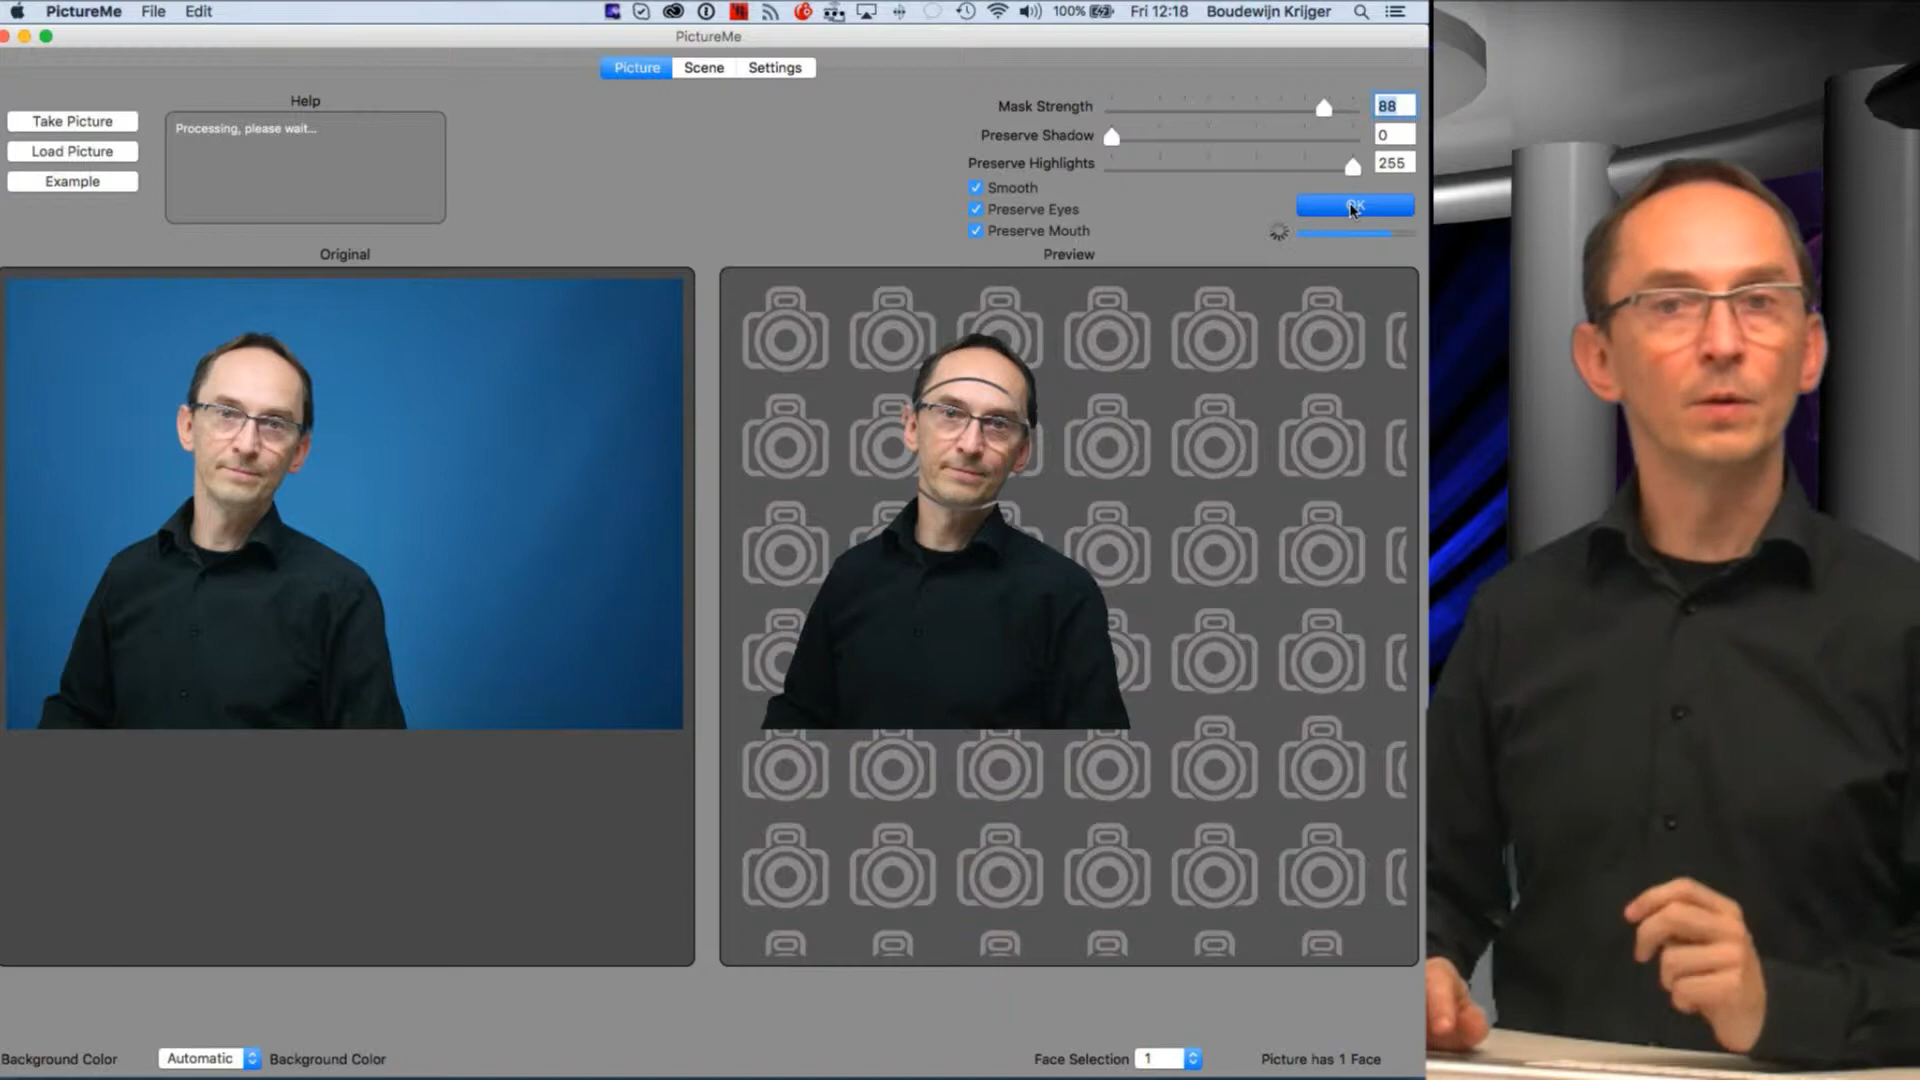 PictureMe File Edit 100% Fri 12:18 Boudewijn Krijger
PictureMe
Picture Scene Settings
Help
Take Picture
Load Picture
Example
Processing, please wait...
Mask Strength 88
Preserve Shadow 0
Preserve Highlights 255
Smooth
Preserve Eyes
Preserve Mouth
OK
Original
Preview
Background Color Automatic Background Color
Face Selection 1 Picture has 1 Face